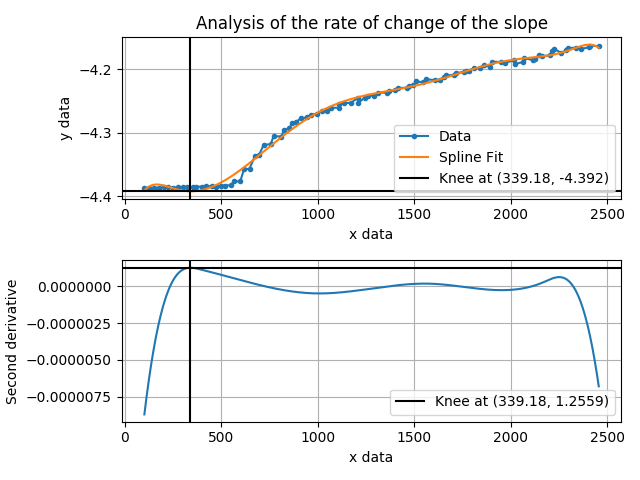 Analysis of the rate of change of the slope
−4.2
−4.3
−4.4
y data
Data
Spline Fit
Knee at (339.18, -4.392)
0
500
1000
1500
2000
2500
x data
0.0000000
−0.0000025
−0.0000050
−0.0000075
Second derivative
Knee at (339.18, 1.2559)
0
500
1000
1500
2000
2500
x data